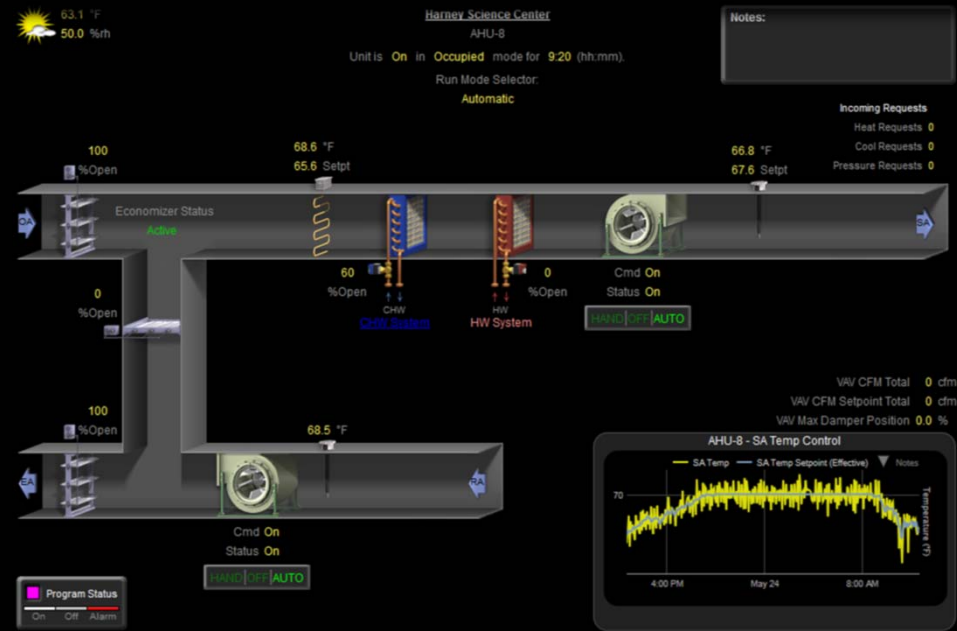 63.1 °F
50.0 %rh
Harney Science Center
AHU-8
Unit is On in Occupied mode for 9:20 (hh:mm).
Run Mode Selector:
Automatic
Notes:
Incoming Requests
Heat Requests 0
Cool Requests 0
Pressure Requests 0
100
%Open
68.6 °F
65.6 Setpt
66.8 °F
67.6 Setpt
OA
Economizer Status
Active
SA
0
%Open
60
%Open
CHW
CHW System
HW
HW System
0
%Open
Cmd On
Status On
HAND OFF AUTO
100
%Open
68.5 °F
EA
RA
Cmd On
Status On
HAND OFF AUTO
VAV CFM Total 0 cfm
VAV CFM Setpoint Total 0 cfm
VAV Max Damper Position 0.0 %
AHU-8 - SA Temp Control
SA Temp SA Temp Setpoint (Effective) Notes
70
Temperature (°F)
4:00 PM May 24 8:00 AM
Program Status
On Off Alarm